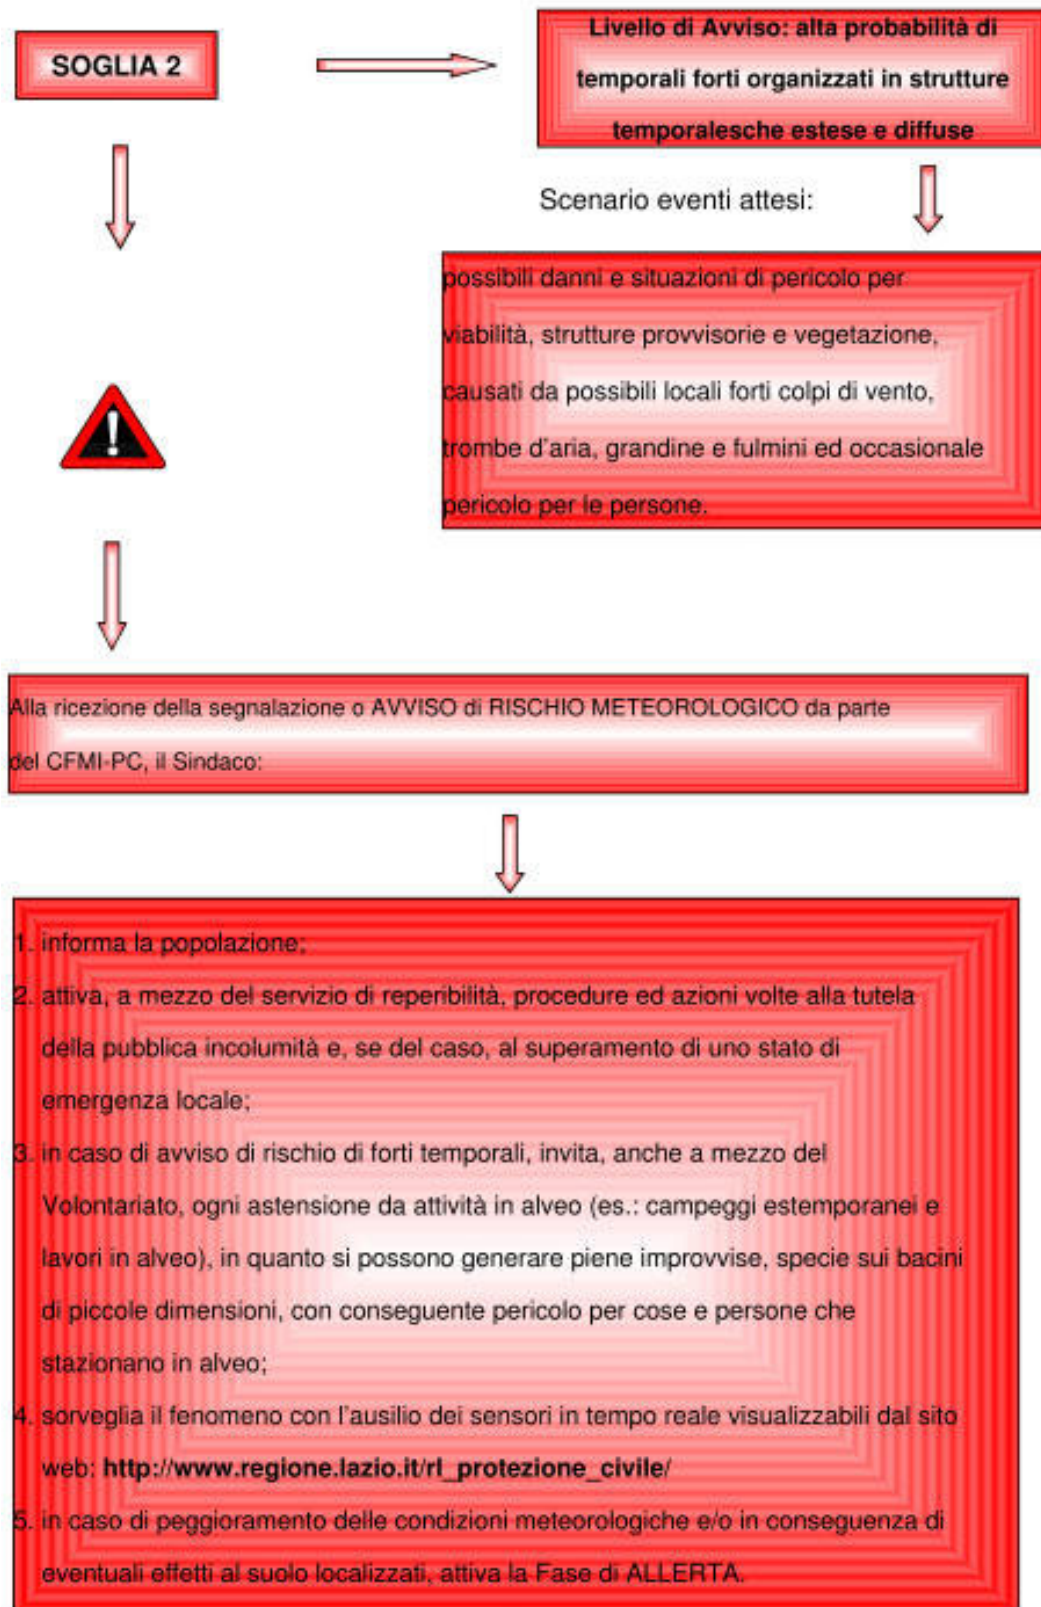 SOGLIA 2
Livello di Avviso: alta probabilità di
temporali forti organizzati in strutture
temporalesche estese e diffuse
Scenario eventi attesi:
possibili danni e situazioni di pericolo per
viabilità, strutture provvisorie e vegetazione,
causati da possibili locali forti colpi di vento,
trombe d'aria, grandine e fulmini ed occasionale
pericolo per le persone.
Alla ricezione della segnalazione o AVVISO di RISCHIO METEOROLOGICO da parte
del CFMI-PC, il Sindaco:
1. informa la popolazione;
2. attiva, a mezzo del servizio di reperibilità, procedure ed azioni volte alla tutela
della pubblica incolumità e, se del caso, al superamento di uno stato di
emergenza locale;
3. in caso di avviso di rischio di forti temporali, invita, anche a mezzo del
Volontariato, ogni astensione da attività in alveo (es.: campeggi estemporanei e
lavori in alveo), in quanto si possono generare piene improvvise, specie sui bacini
di piccole dimensioni, con conseguente pericolo per cose e persone che
stazionano in alveo;
4. sorveglia il fenomeno con l'ausilio dei sensori in tempo reale visualizzabili dal sito
web: http://www.regione.lazio.it/rl_protezione_civile/
5. in caso di peggioramento delle condizioni meteorologiche e/o in conseguenza di
eventuali effetti al suolo localizzati, attiva la Fase di ALLERTA.